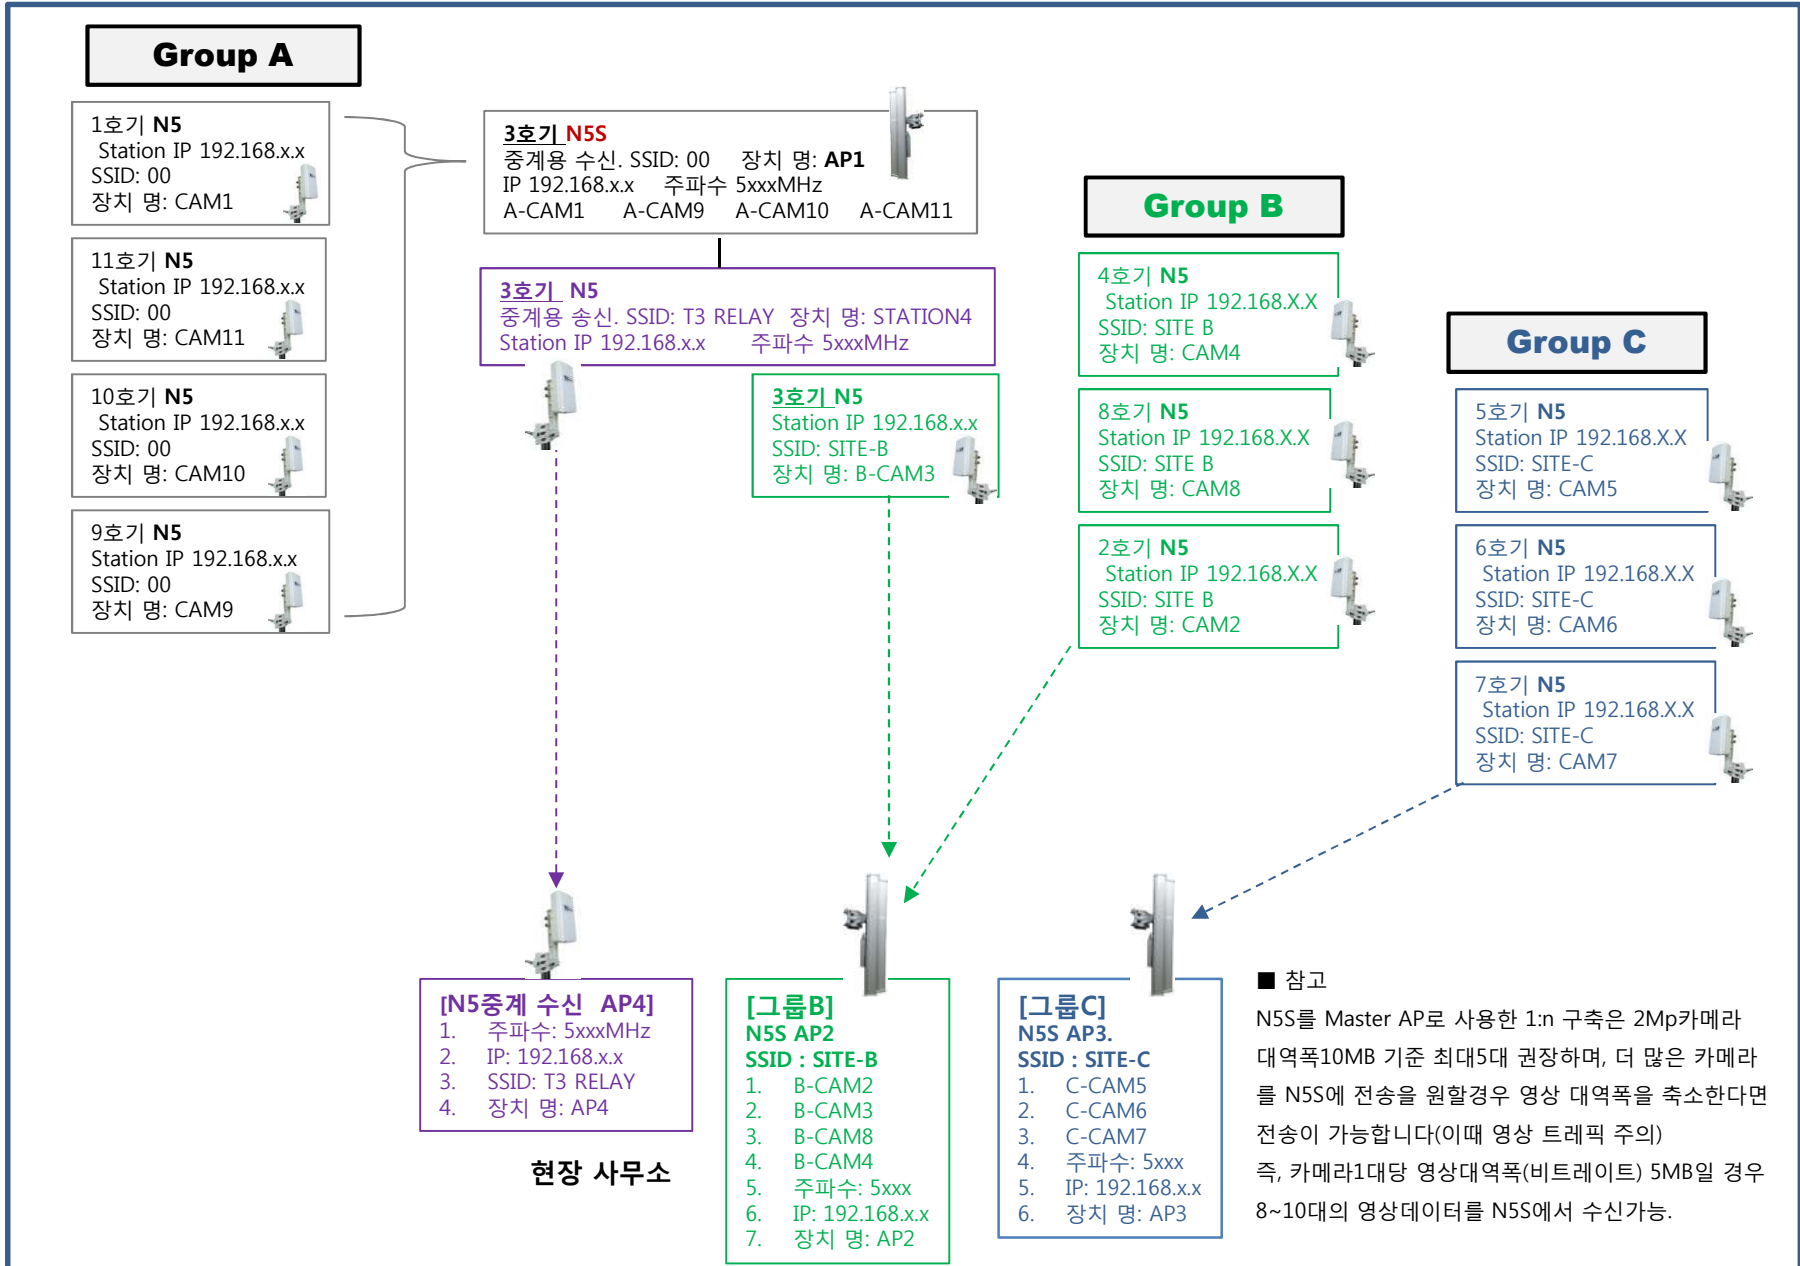 Group A
1호기 N5
Station IP 192.168.x.x
SSID: 00
장치 명: CAM1
11호기 N5
Station IP 192.168.x.x
SSID: 00
장치 명: CAM11
10호기 N5
Station IP 192.168.x.x
SSID: 00
장치 명: CAM10
9호기 N5
Station IP 192.168.x.x
SSID: 00
장치 명: CAM9
3호기 N5S
중계용 수신. SSID: 00 장치 명: AP1
IP 192.168.x.x 주파수 5xxxMHz
A-CAM1 A-CAM9 A-CAM10 A-CAM11
3호기 N5
중계용 송신. SSID: T3 RELAY 장치 명: STATION4
Station IP 192.168.x.x 주파수 5xxxMHz
3호기 N5
Station IP 192.168.x.x
SSID: SITE-B
장치 명: B-CAM3
Group B
4호기 N5
Station IP 192.168.X.X
SSID: SITE B
장치 명: CAM4
8호기 N5
Station IP 192.168.X.X
SSID: SITE B
장치 명: CAM8
2호기 N5
Station IP 192.168.X.X
SSID: SITE B
장치 명: CAM2
Group C
5호기 N5
Station IP 192.168.X.X
SSID: SITE-C
장치 명: CAM5
6호기 N5
Station IP 192.168.X.X
SSID: SITE-C
장치 명: CAM6
7호기 N5
Station IP 192.168.X.X
SSID: SITE-C
장치 명: CAM7
[N5중계 수신 AP4]
1. 주파수: 5xxxMHz
2. IP: 192.168.x.x
3. SSID: T3 RELAY
4. 장치 명: AP4
현장 사무소
[그룹B]
N5S AP2
SSID : SITE-B
1. B-CAM2
2. B-CAM3
3. B-CAM8
4. B-CAM4
5. 주파수: 5xxx
6. IP: 192.168.x.x
7. 장치 명: AP2
[그룹C]
N5S AP3.
SSID : SITE-C
1. C-CAM5
2. C-CAM6
3. C-CAM7
4. 주파수: 5xxx
5. IP: 192.168.x.x
6. 장치 명: AP3
■ 참고
N5S를 Master AP로 사용한 1:n 구축은 2Mp카메라
대역폭10MB 기준 최대5대 권장하며, 더 많은 카메라
를 N5S에 전송을 원할경우 영상 대역폭을 축소한다면
전송이 가능합니다(이때 영상 트레픽 주의)
즉, 카메라1대당 영상대역폭(비트레이트) 5MB일 경우
8~10대의 영상데이터를 N5S에서 수신가능.